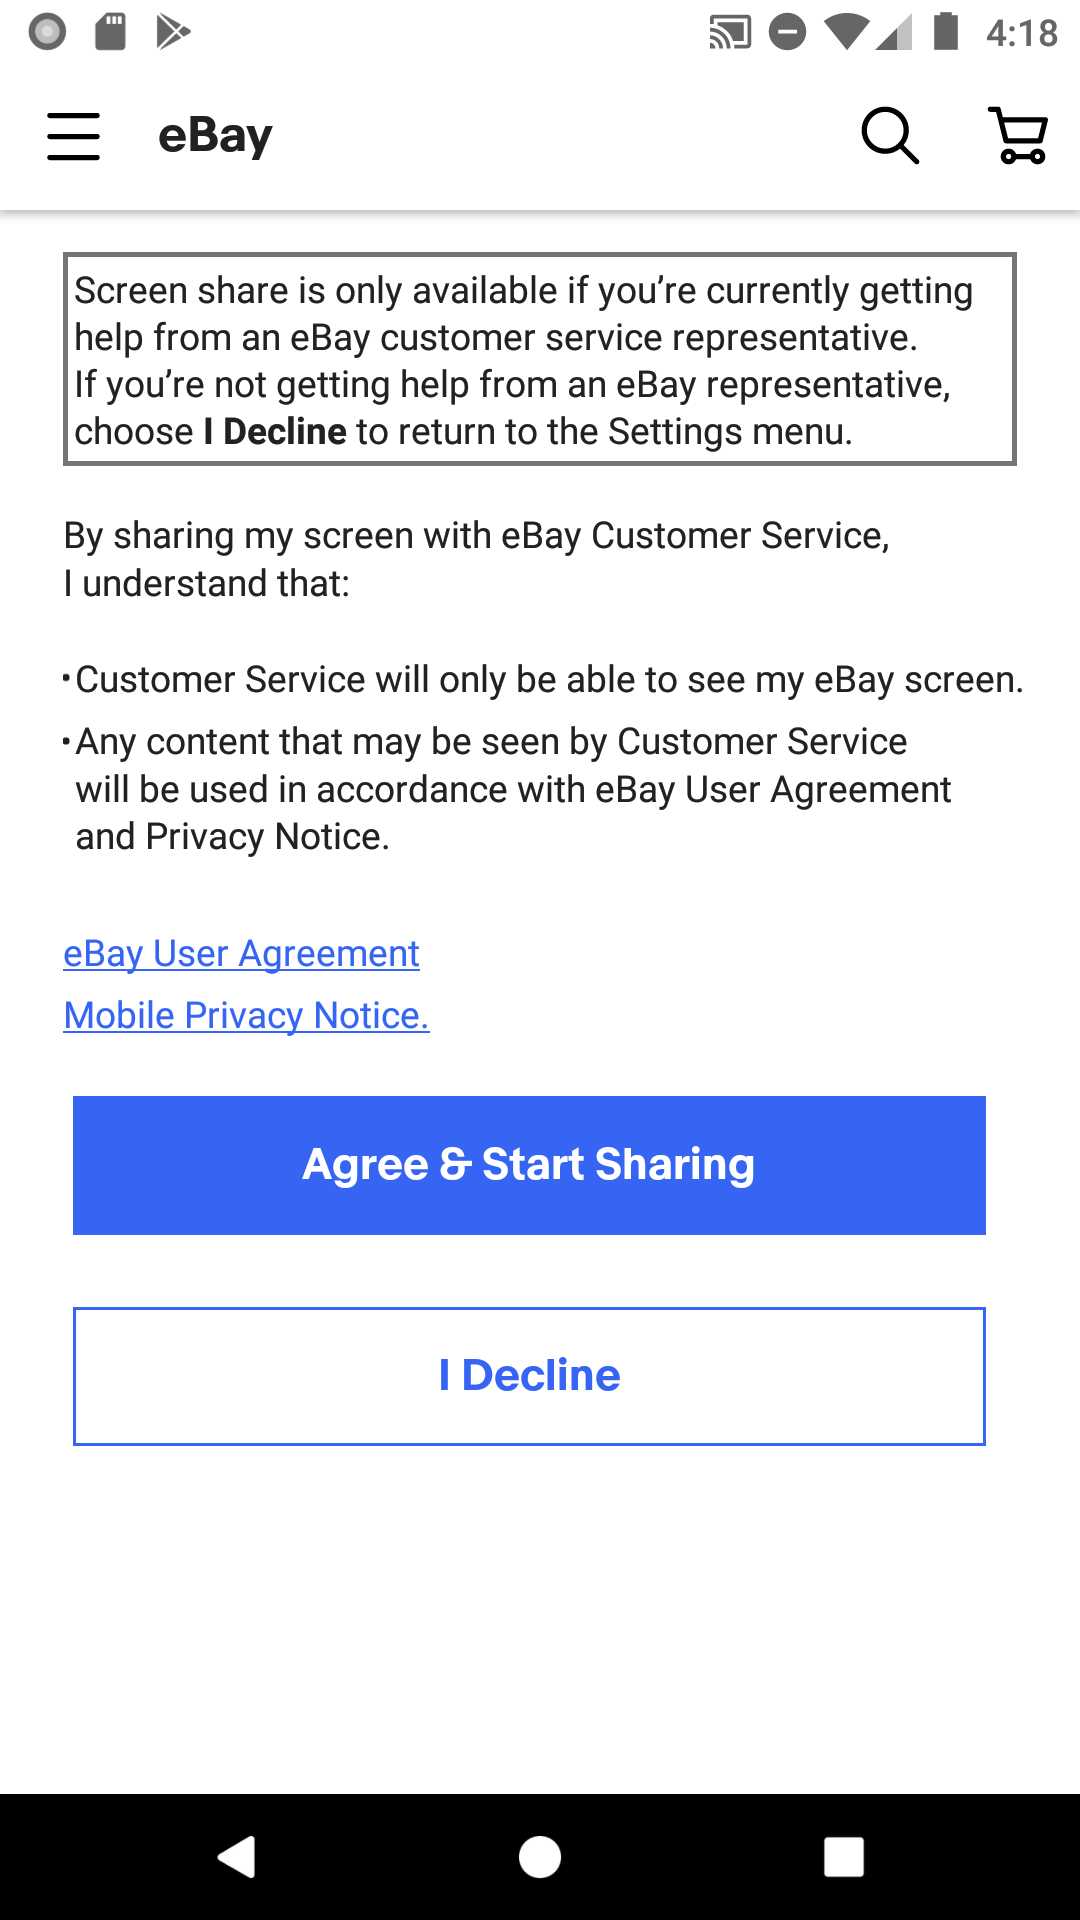 4:18
eBay
Screen share is only available if you’re currently getting
help from an eBay customer service representative.
If you’re not getting help from an eBay representative,
choose I Decline to return to the Settings menu.
By sharing my screen with eBay Customer Service,
I understand that:
•Customer Service will only be able to see my eBay screen.
•Any content that may be seen by Customer Service
will be used in accordance with eBay User Agreement
and Privacy Notice.
eBay User Agreement
Mobile Privacy Notice.
Agree & Start Sharing
I Decline